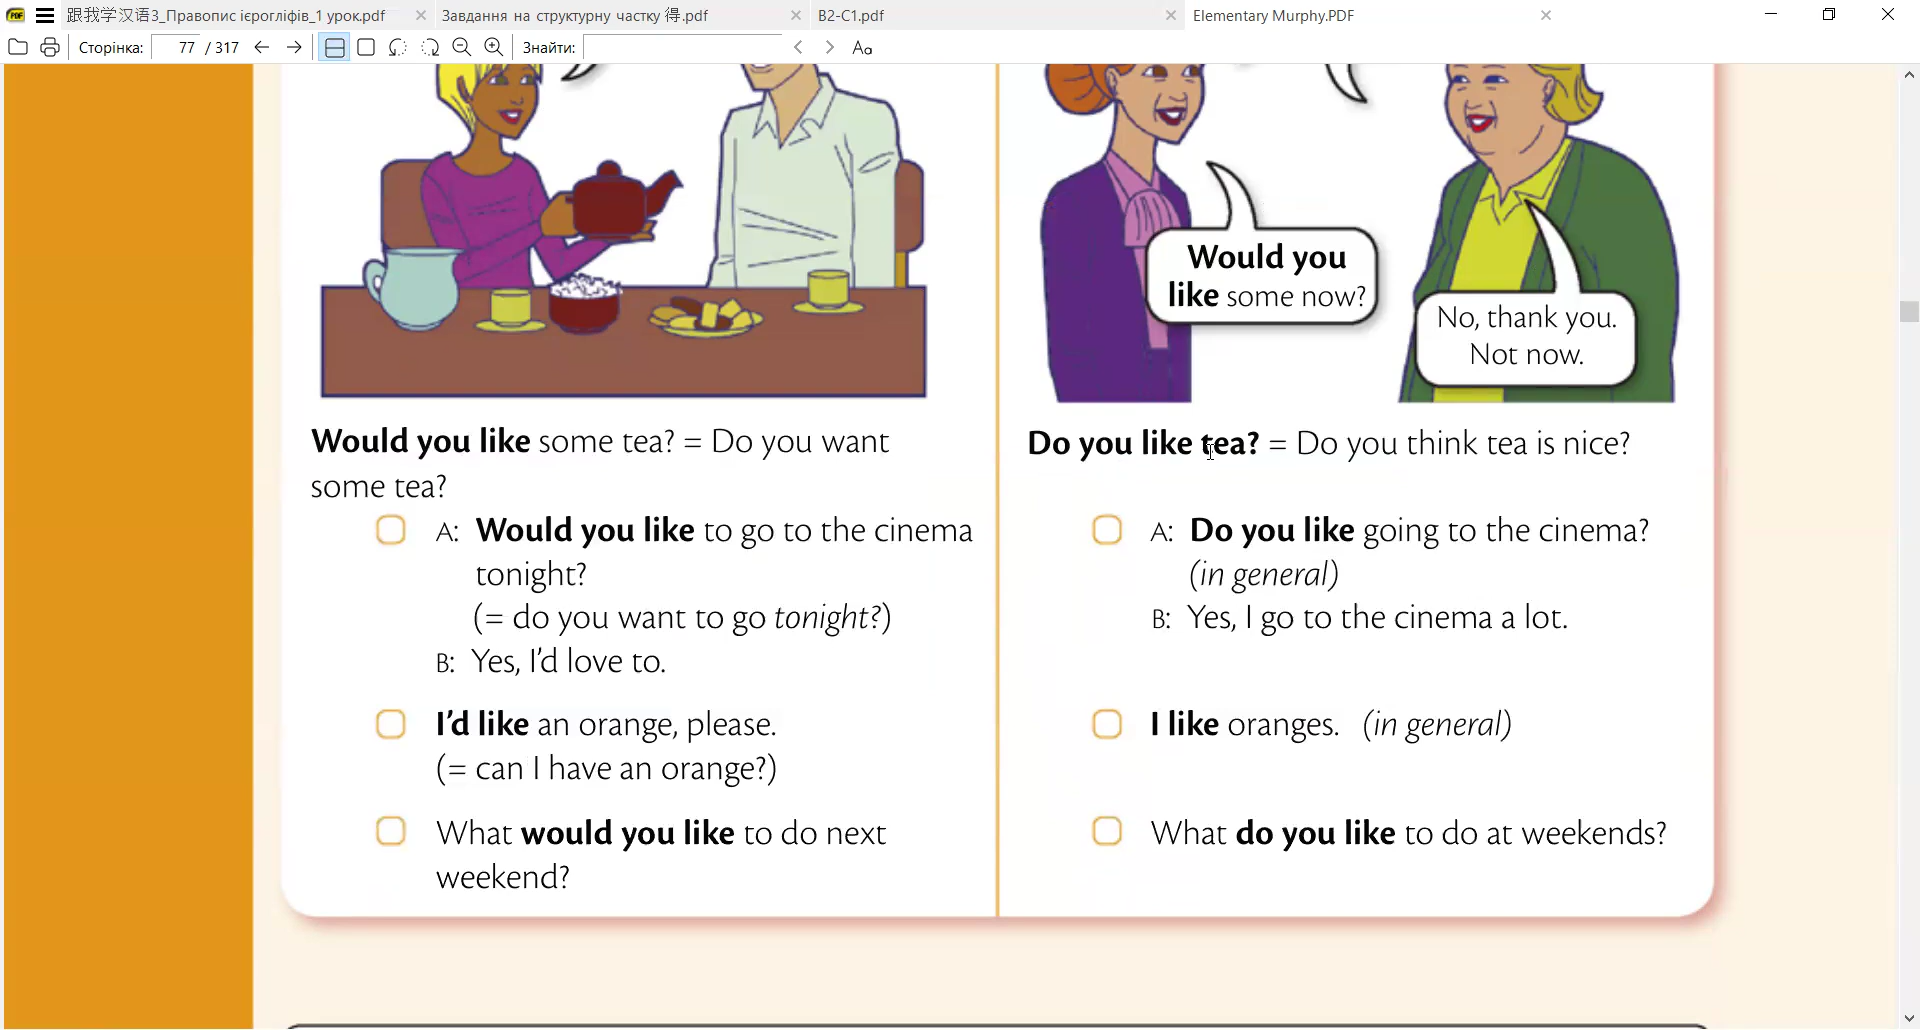 跟我学汉语3_Правопис ієрогліфів_1 урок.pdf
Завдання на структурну частку 得.pdf
B2-C1.pdf
Elementary Murphy.PDF
Сторінка: 77 / 317
Знайти:
Aa
Would you
like some now?
No, thank you.
Not now.
Would you like some tea? = Do you want
some tea?
A: Would you like to go to the cinema
tonight?
(= do you want to go tonight?)
B: Yes, I'd love to.
I'd like an orange, please.
(= can I have an orange?)
What would you like to do next
weekend?
Do you like tea? = Do you think tea is nice?
A: Do you like going to the cinema?
(in general)
B: Yes, I go to the cinema a lot.
I like oranges. (in general)
What do you like to do at weekends?